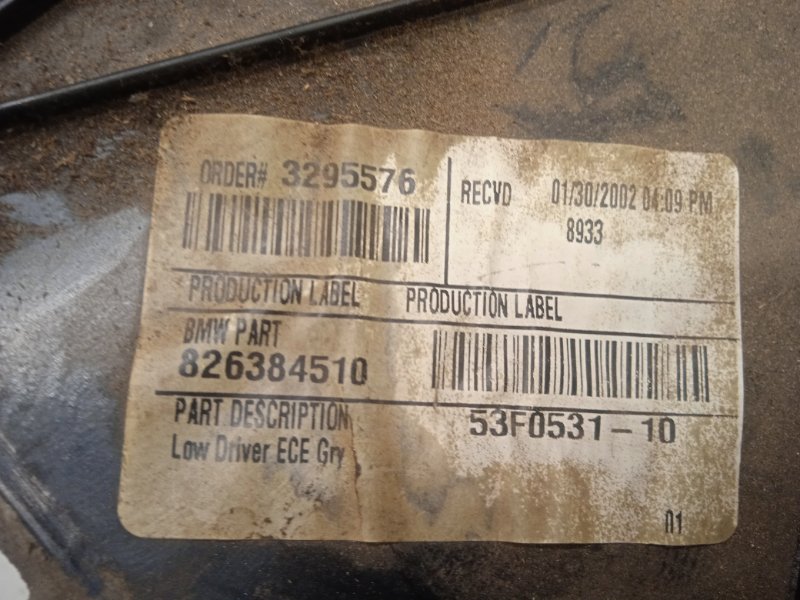 ORDER# 3295576
RECVD 01/30/2002 04:09 PM
8933
PRODUCTION LABEL PRODUCTION LABEL
BMW PART
826384510
PART DESCRIPTION
Low Driver ECE Gry
53F0531-10
01